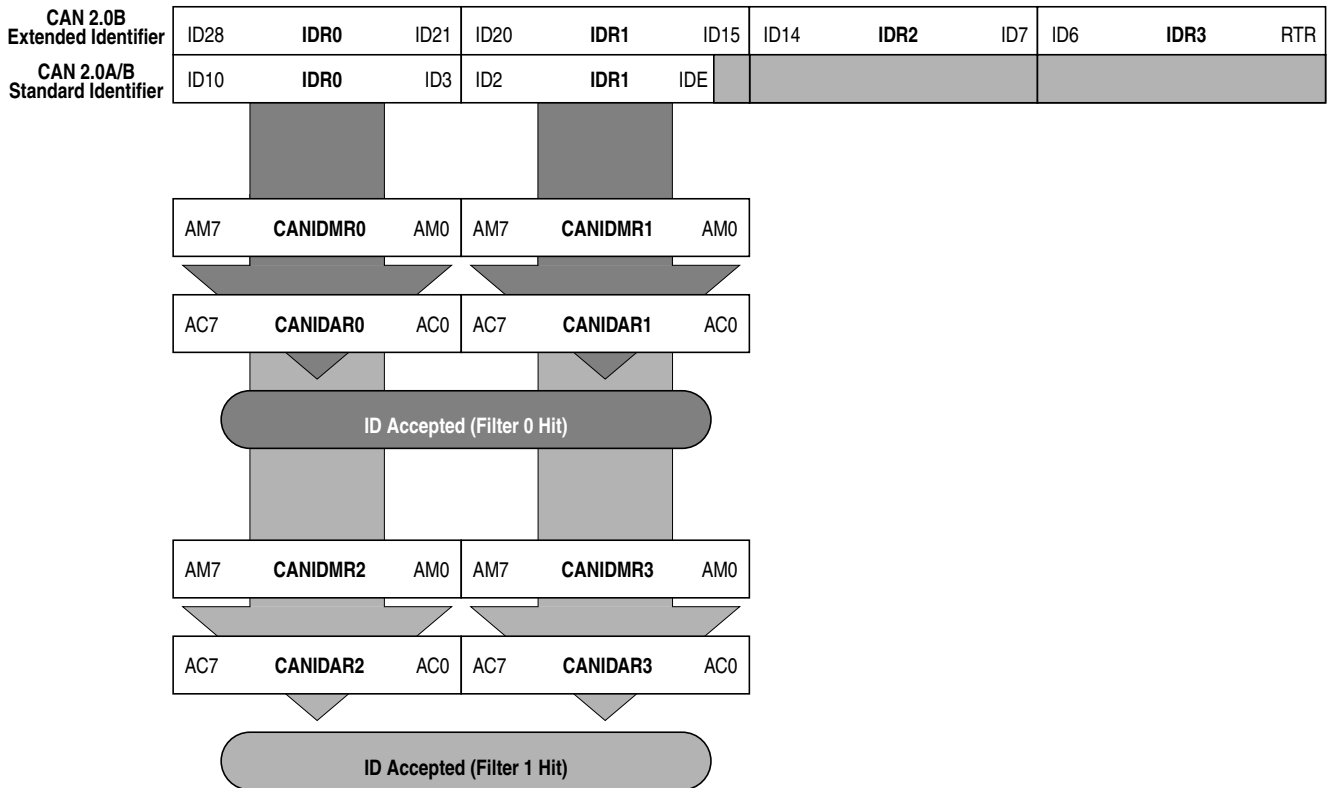 CAN 2.0B
Extended Identifier
ID28 IDR0 ID21 ID20 IDR1 ID15 ID14 IDR2 ID7 ID6 IDR3 RTR
CAN 2.0A/B
Standard Identifier
ID10 IDR0 ID3 ID2 IDR1 IDE
AM7 CANIDMR0 AM0 AM7 CANIDMR1 AM0
AC7 CANIDAR0 AC0 AC7 CANIDAR1 AC0
ID Accepted (Filter 0 Hit)
AM7 CANIDMR2 AM0 AM7 CANIDMR3 AM0
AC7 CANIDAR2 AC0 AC7 CANIDAR3 AC0
ID Accepted (Filter 1 Hit)